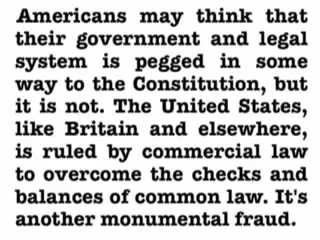 Americans may think that
their government and legal
system is pegged in some
way to the Constitution, but
it is not. The United States,
like Britain and elsewhere,
is ruled by commercial law
to overcome the checks and
balances of common law. It's
another monumental fraud.